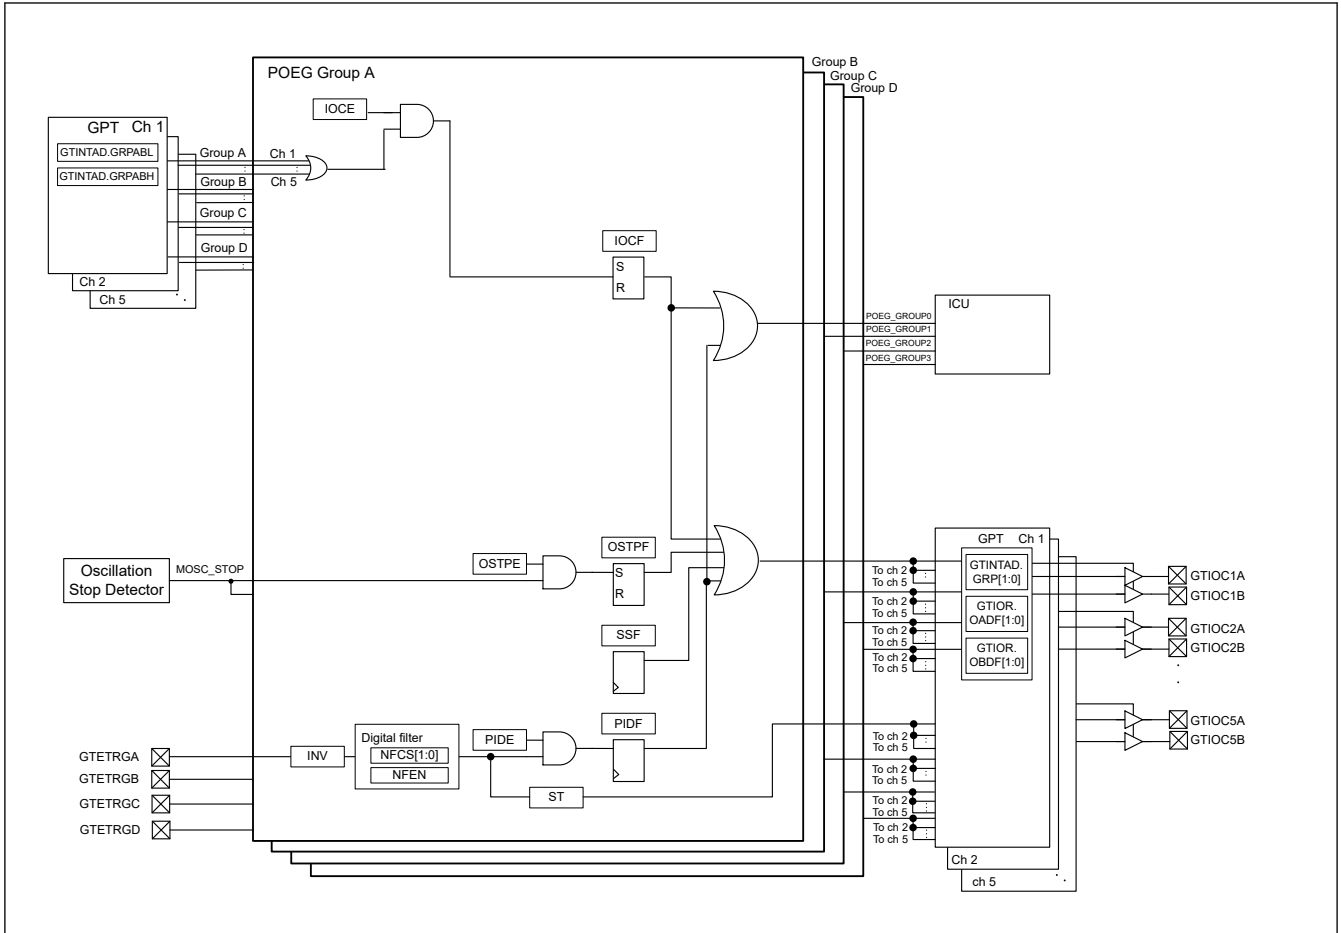 POEG Group A
Group B
Group C
Group D
IOCE
GPT Ch 1
GTINTAD.GRPABL
GTINTAD.GRPABH
Group A
Group B
Group C
Group D
Ch 1
Ch 5
Ch 2
Ch 5
IOCF
S
R
ICU
POEG_GROUP0
POEG_GROUP1
POEG_GROUP2
POEG_GROUP3
Oscillation
Stop Detector
MOSC_STOP
OSTPE
OSTPF
S
R
SSF
PIDF
PIDE
Digital filter
NFCS[1:0]
NFEN
INV
ST
GTETRGA
GTETRGB
GTETRGC
GTETRGD
To ch 2
To ch 5
To ch 2
To ch 5
To ch 2
To ch 5
To ch 2
To ch 5
To ch 2
To ch 5
To ch 2
To ch 5
To ch 2
To ch 5
To ch 2
To ch 5
GPT Ch 1
GTINTAD.
GRP[1:0]
GTIOR.
OADF[1:0]
GTIOR.
OBDF[1:0]
Ch 2
ch 5
GTIOC1A
GTIOC1B
GTIOC2A
GTIOC2B
GTIOC5A
GTIOC5B